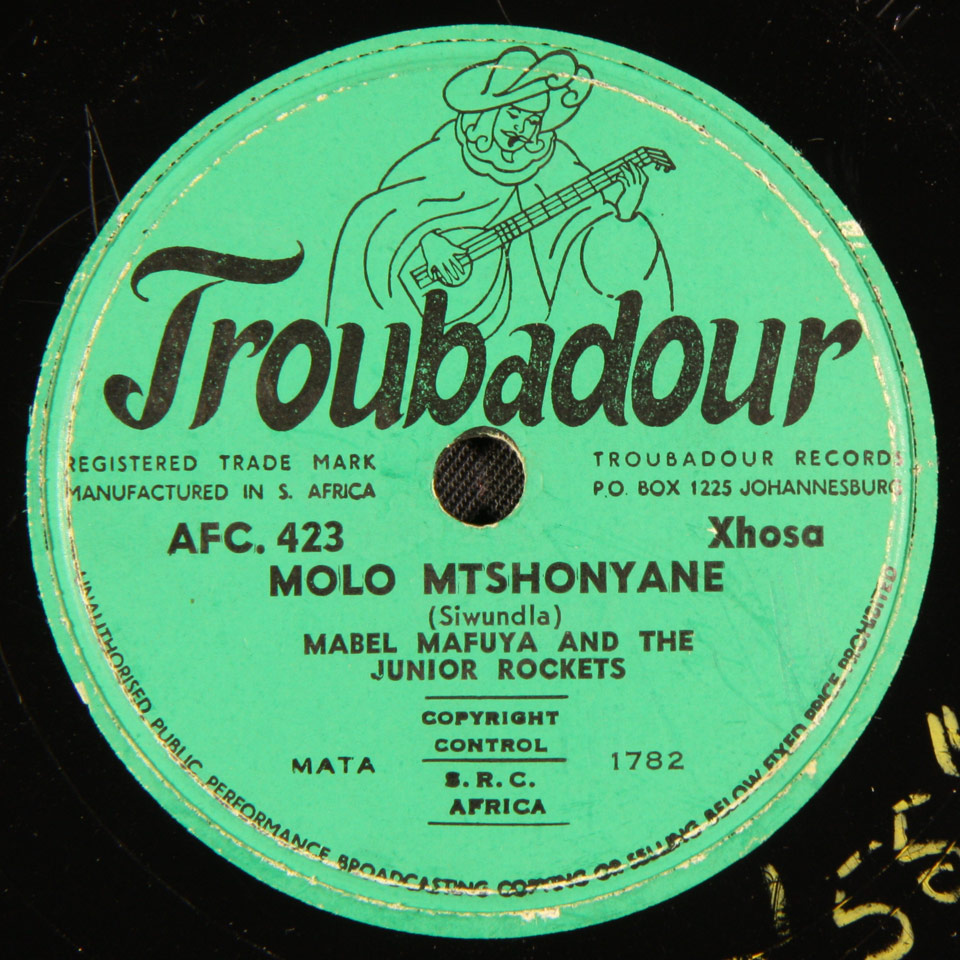 Troubadour
REGISTERED TRADE MARK
MANUFACTURED IN S. AFRICA
TROUBADOUR RECORDS
P.O. BOX 1225 JOHANNESBURG
AFC. 423
Xhosa
MOLO MTSHONYANE
(Siwundla)
MABEL MAFUYA AND THE
JUNIOR ROCKETS
COPYRIGHT
CONTROL
MATA
1782
S.R.C.
AFRICA
UNAUTHORISED PUBLIC PERFORMANCE BROADCASTING COPYING OR SELLING BELOW FIXED PRICE PROHIBITED